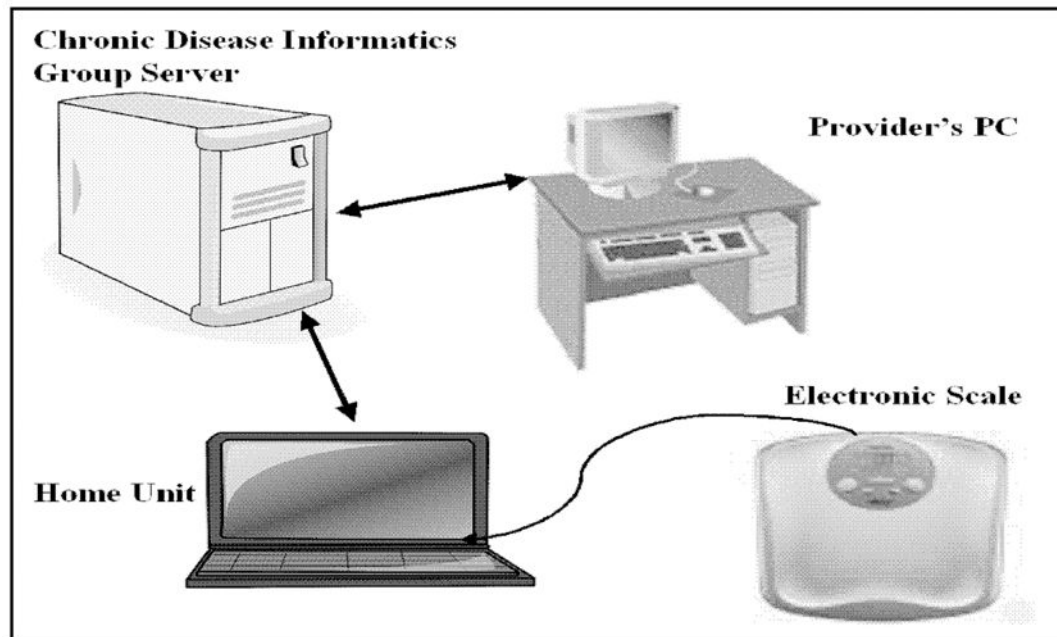 Chronic Disease Informatics
Group Server
Provider's PC
Electronic Scale
Home Unit